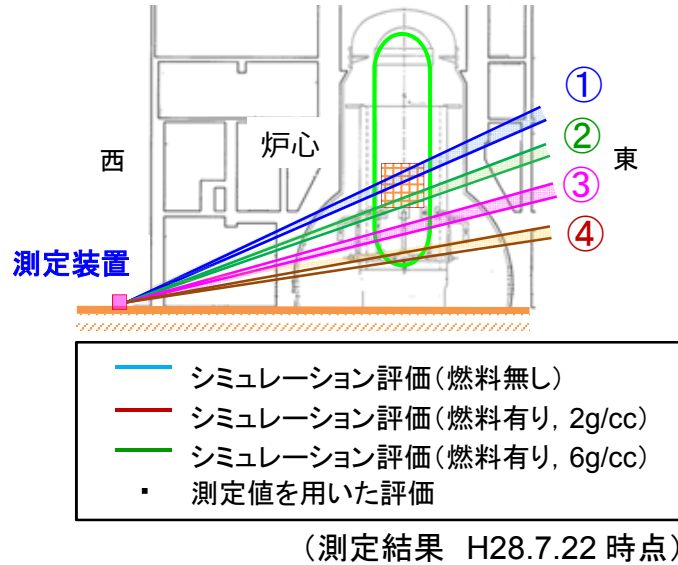 ①
②
炉心
西
東
③
④
測定装置
シミュレーション評価(燃料無し)
シミュレーション評価(燃料有り, 2g/cc)
シミュレーション評価(燃料有り, 6g/cc)
・ 測定値を用いた評価
(測定結果 H28.7.22 時点)